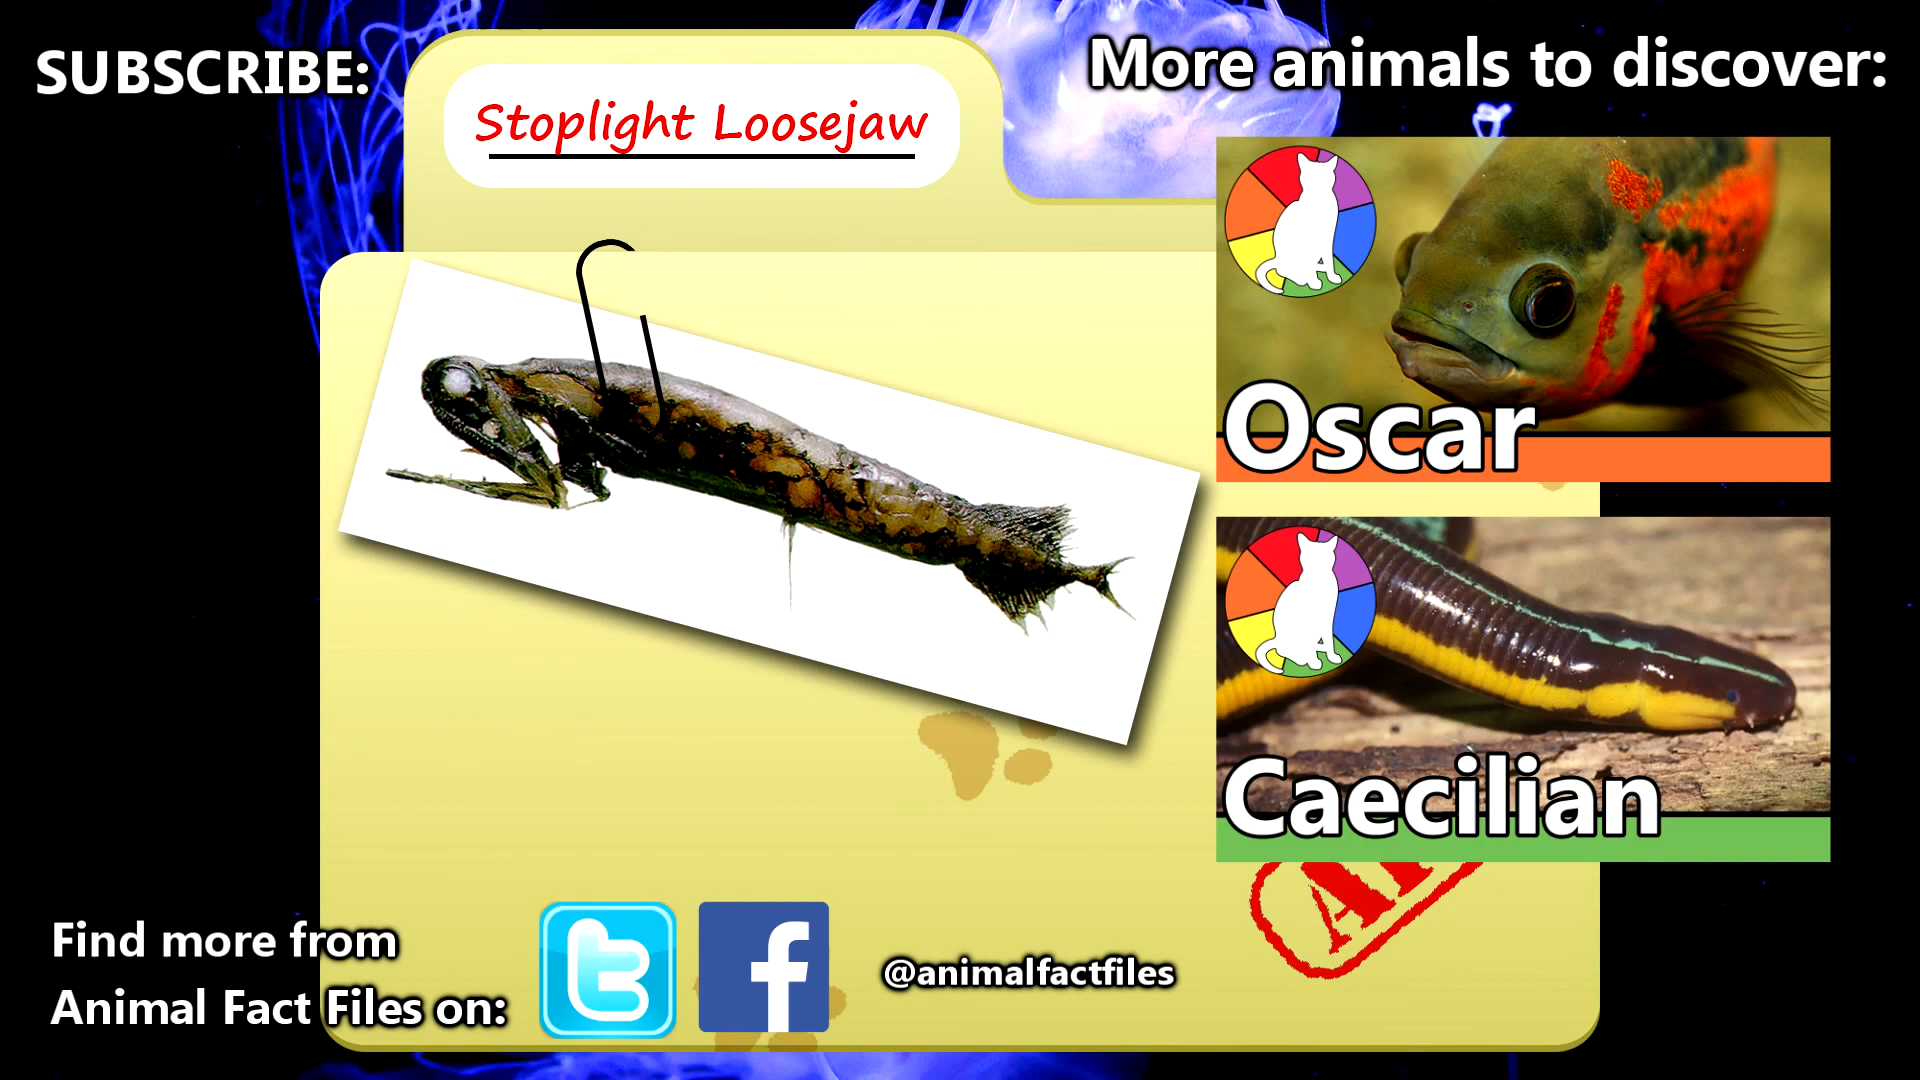 SUBSCRIBE:
Stoplight Loosejaw
More animals to discover:
Oscar
Caecilian
Find more from
Animal Fact Files on:
@animalfactfiles